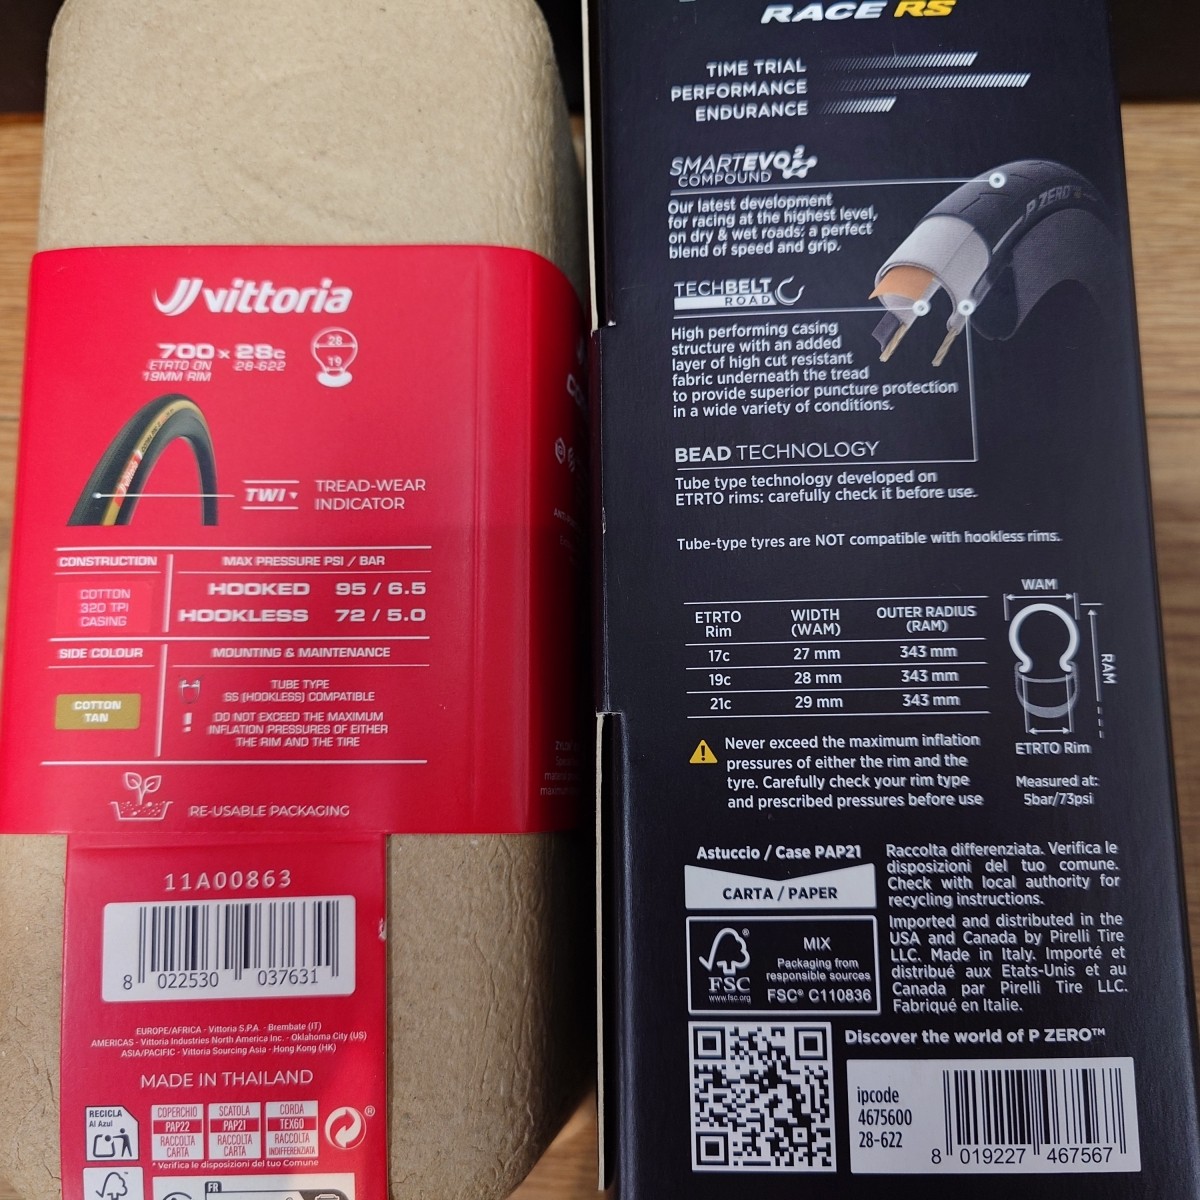 vittoria
700 x 28c
ETRTO ON 28-622
19MM RIM
28
19
TWI
TREAD-WEAR
INDICATOR
CONSTRUCTION
MAX PRESSURE PSI / BAR
COTTON
320 TPI
CASING
HOOKED 95 / 6.5
HOOKLESS 72 / 5.0
SIDE COLOUR
MOUNTING & MAINTENANCE
COTTON
TAN
TUBE TYPE
SS (HOOKLESS) COMPATIBLE
! DO NOT EXCEED THE MAXIMUM
INFLATION PRESSURES OF EITHER
THE RIM AND THE TIRE
RE-USABLE PACKAGING
11A00863
8 022530 037631
EUROPE/AFRICA - Vittoria S.P.A. - Brembate (IT)
AMERICAS - Vittoria Industries North America Inc. - Oklahoma City (US)
ASIA/PACIFIC - Vittoria Sourcing Asia - Hong Kong (HK)
MADE IN THAILAND
RECICLA
Ai Azui
COPERCHIO
PAP22
RACCOLTA
CARTA
SCATOLA
PAP21
RACCOLTA
CARTA
CORDA
TEX60
RACCOLTA
INDIFFERENZIATA
* Verifica le disposizioni del tuo Comune
FR
RACE RS
TIME TRIAL
PERFORMANCE
ENDURANCE
SMARTEVO2
COMPOUND
Our latest development
for racing at the highest level,
on dry & wet roads: a perfect
blend of speed and grip.
P ZERO
TECHBELT
ROAD
High performing casing
structure with an added
layer of high cut resistant
fabric underneath the tread
to provide superior puncture protection
in a wide variety of conditions.
BEAD TECHNOLOGY
Tube type technology developed on
ETRTO rims: carefully check it before use.
Tube-type tyres are NOT compatible with hookless rims.
ETRTO
Rim
WIDTH
(WAM)
OUTER RADIUS
(RAM)
17c 27 mm 343 mm
19c 28 mm 343 mm
21c 29 mm 343 mm
WAM
RAM
ETRTO Rim
Measured at:
5bar/73psi
Never exceed the maximum inflation
pressures of either the rim and the
tyre. Carefully check your rim type
and prescribed pressures before use
Astuccio / Case PAP21
CARTA / PAPER
Raccolta differenziata. Verifica le
disposizioni del tuo comune.
Check with local authority for
recycling instructions.
FSC
www.fsc.org
MIX
Packaging from
responsible sources
FSC® C110836
Imported and distributed in the
USA and Canada by Pirelli Tire
LLC. Made in Italy. Importé et
distribué aux Etats-Unis et au
Canada par Pirelli Tire LLC.
Fabriqué en Italie.
Discover the world of P ZERO™
ipcode
4675600
28-622
8 019227 467567